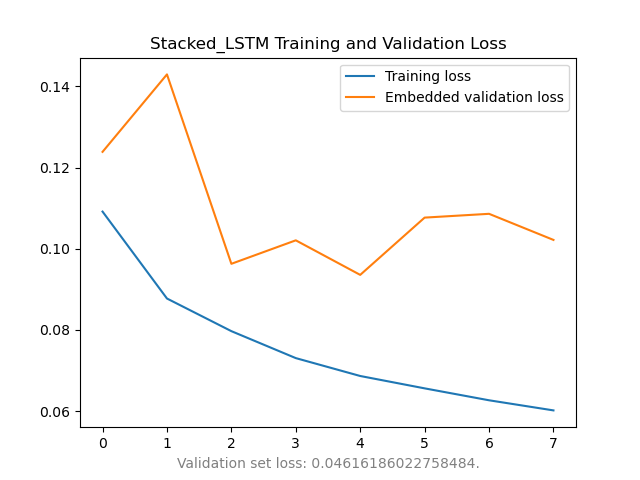 Stacked_LSTM Training and Validation Loss
Training loss
Embedded validation loss
0.14
0.12
0.10
0.08
0.06
0 1 2 3 4 5 6 7
Validation set loss: 0.04616186022758484.